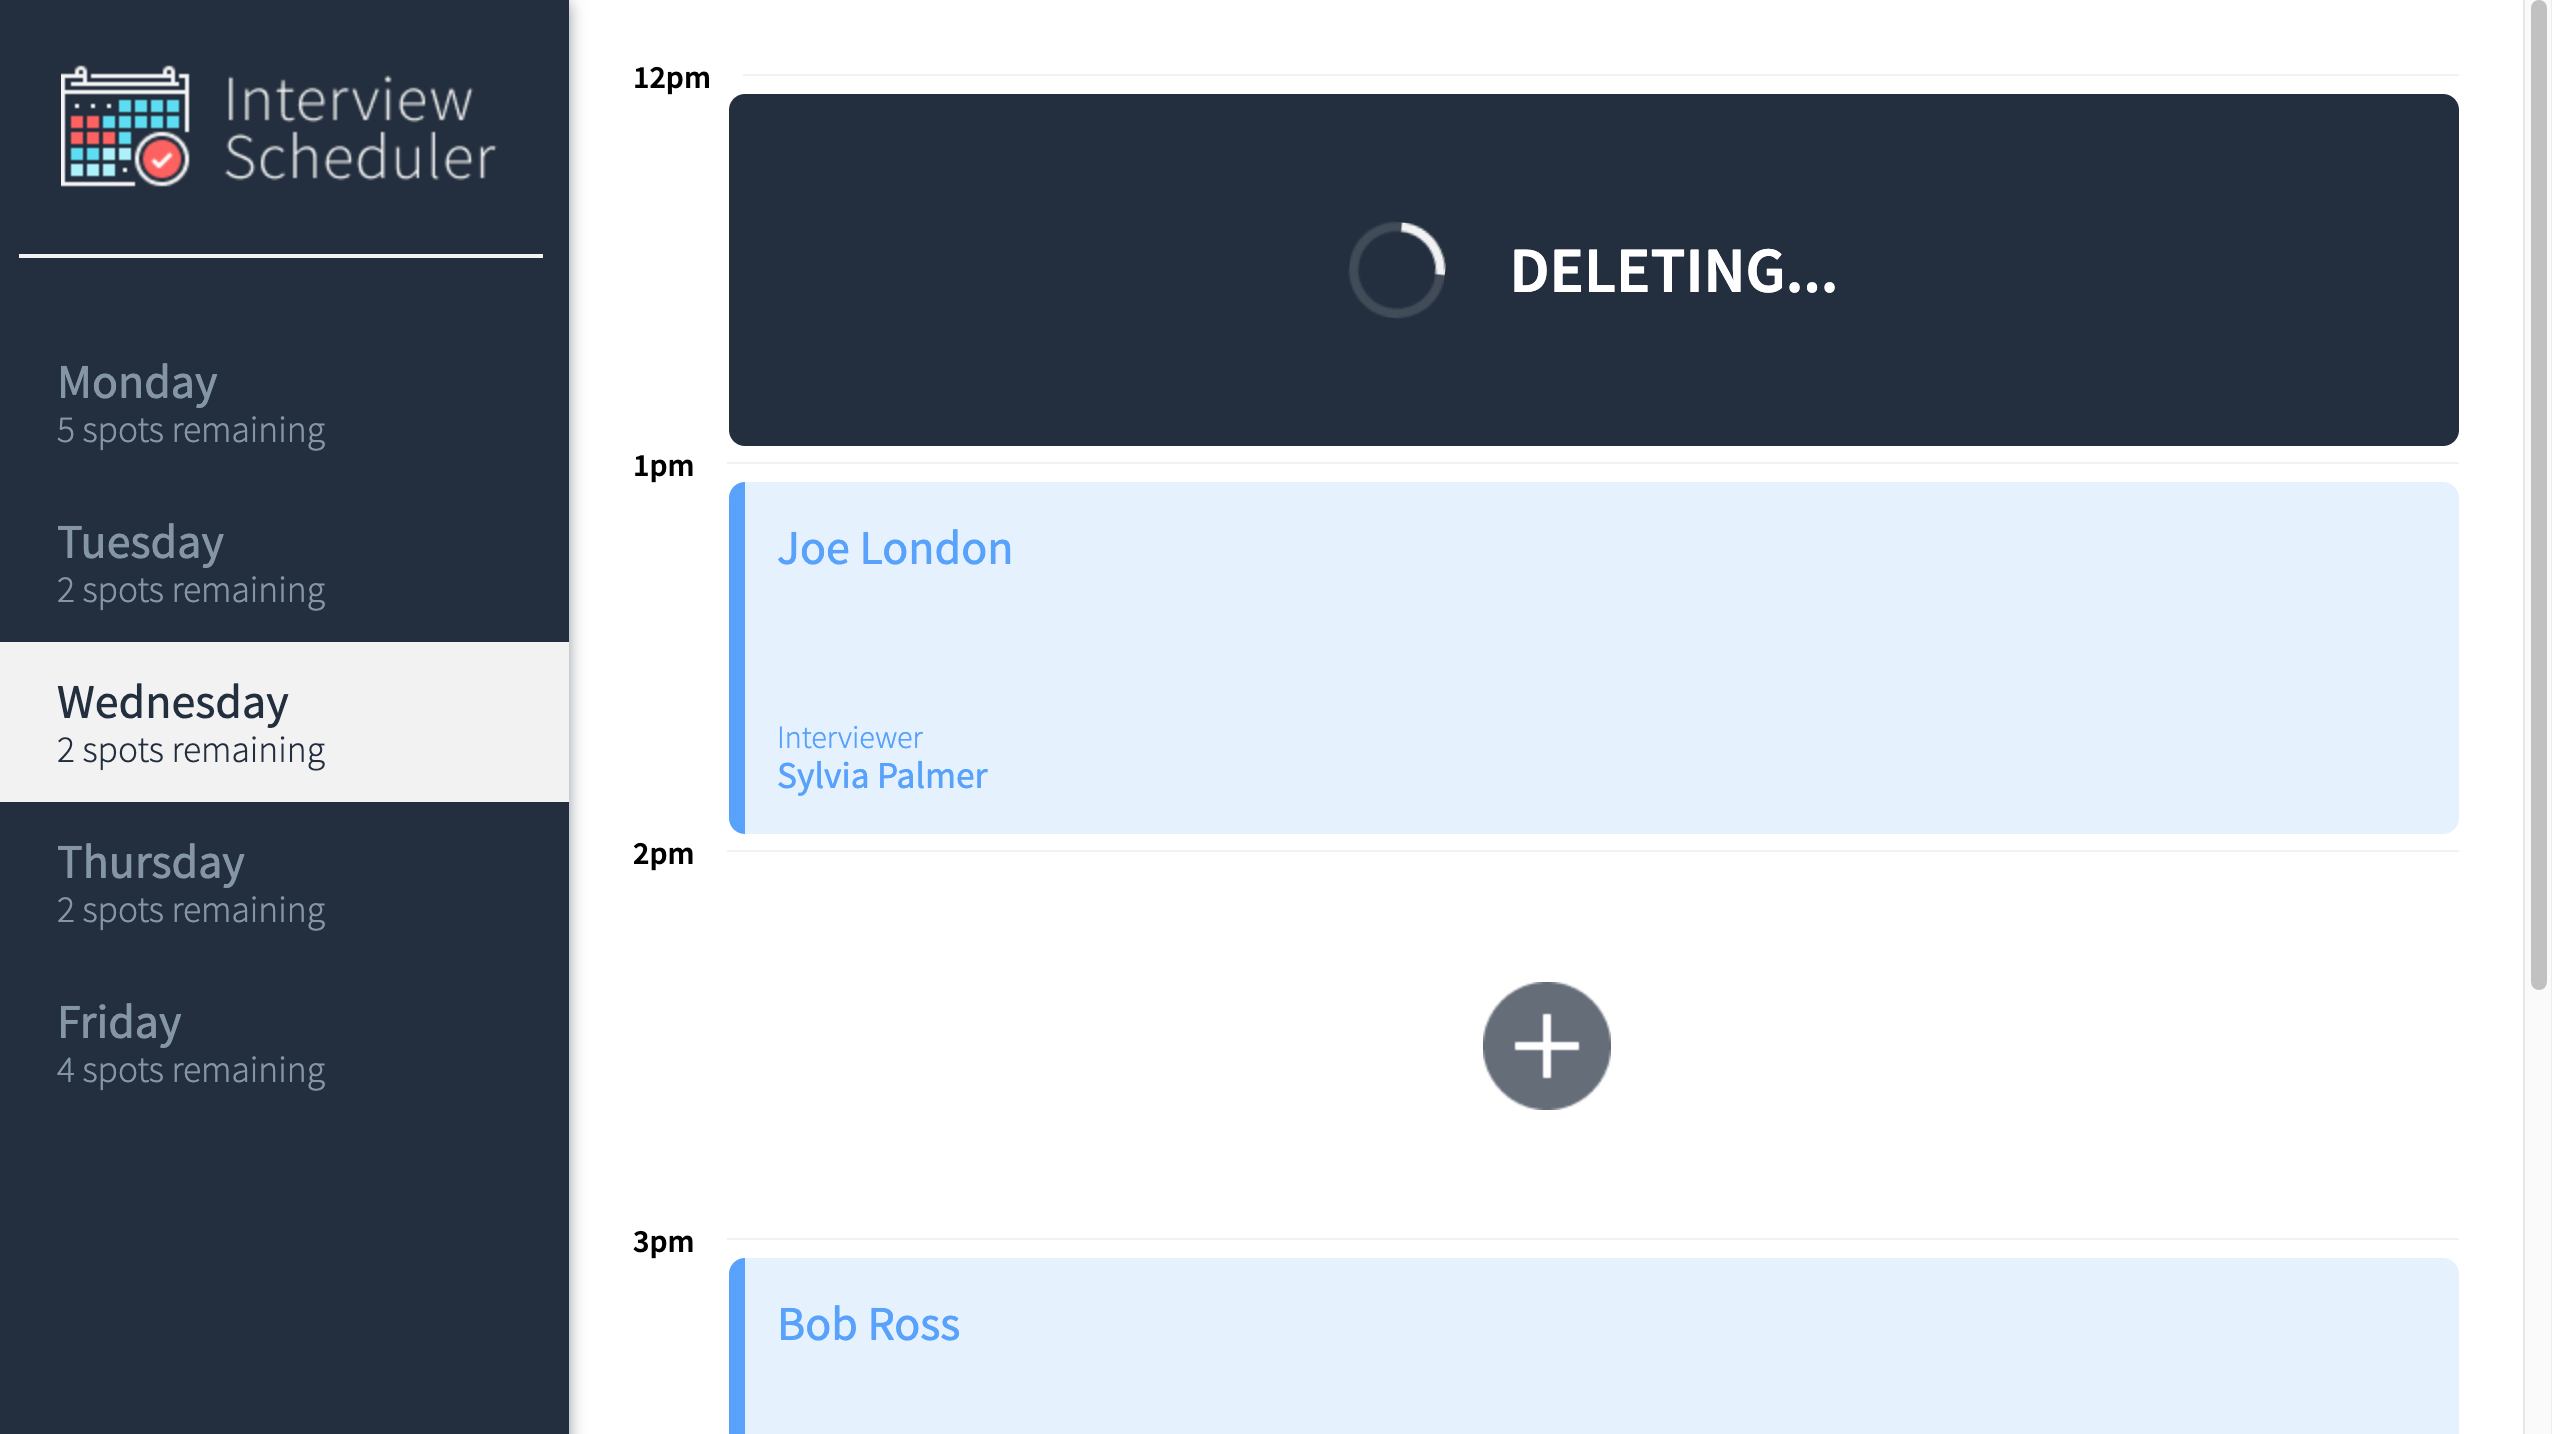 Interview
Scheduler
Monday
5 spots remaining
Tuesday
2 spots remaining
Wednesday
2 spots remaining
Thursday
2 spots remaining
Friday
4 spots remaining
12pm
DELETING...
1pm
Joe London
Interviewer
Sylvia Palmer
2pm
3pm
Bob Ross